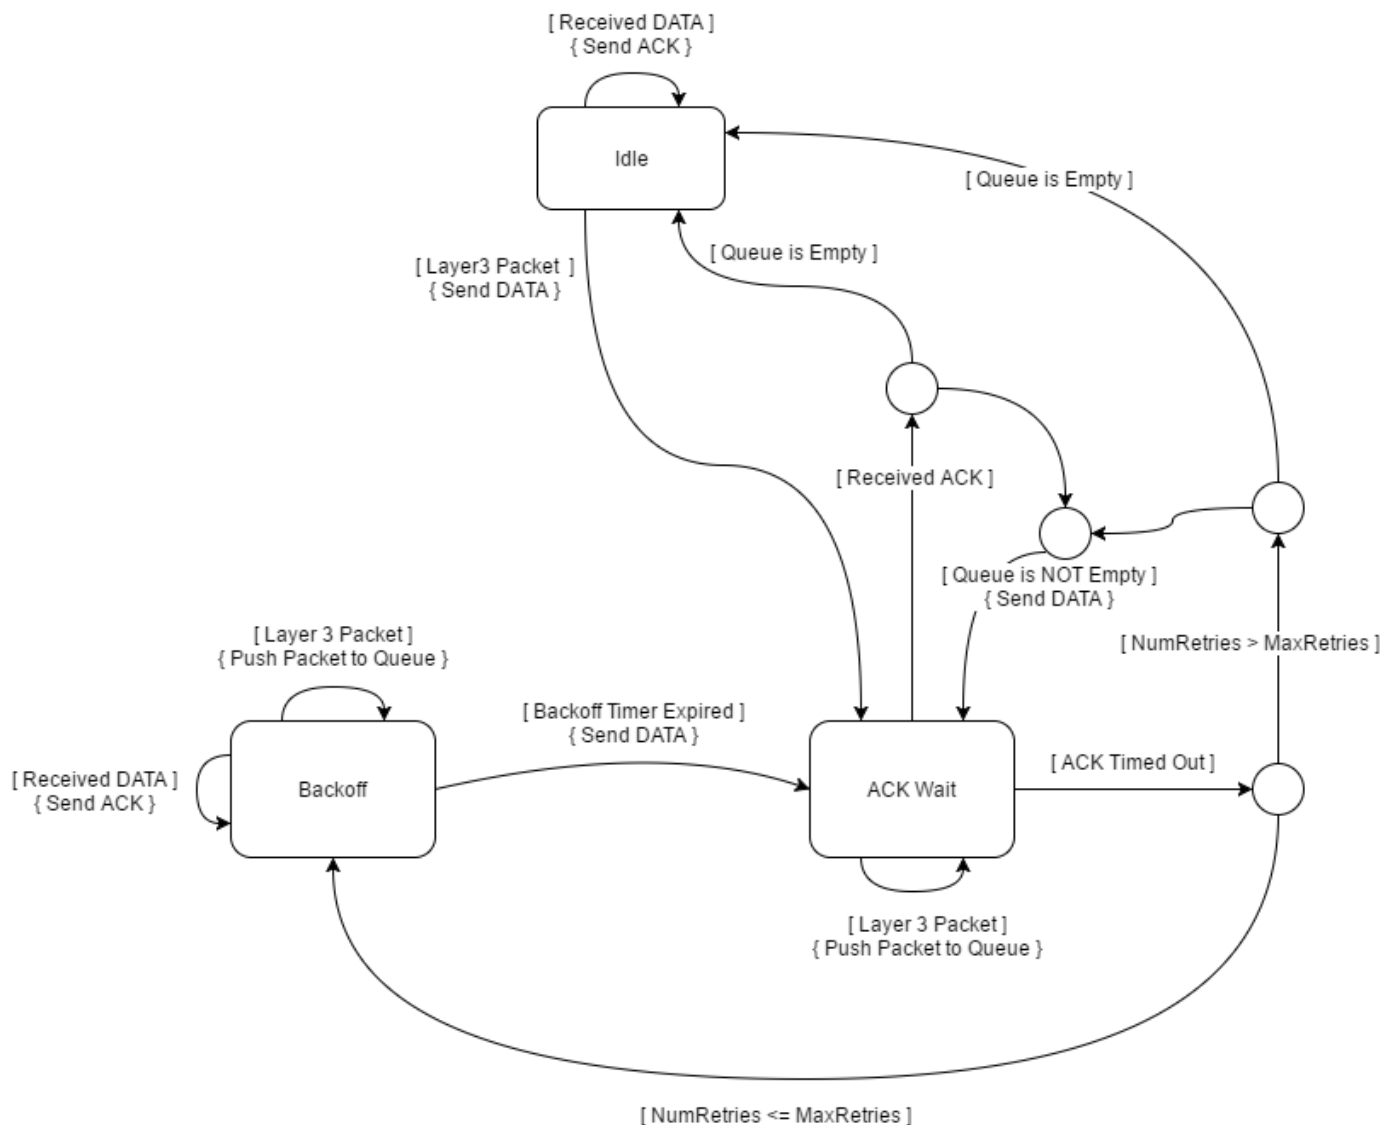 [ Received DATA ]
{ Send ACK }
Idle
[ Queue is Empty ]
[ Queue is Empty ]
[ Layer3 Packet  ]
{ Send DATA }
[ Received ACK ]
[ Queue is NOT Empty ]
{ Send DATA }
[ NumRetries > MaxRetries ]
[ Layer 3 Packet ]
{ Push Packet to Queue }
[ Backoff Timer Expired ]
{ Send DATA }
[ ACK Timed Out ]
[ Received DATA ]
{ Send ACK }
Backoff
ACK Wait
[ Layer 3 Packet ]
{ Push Packet to Queue }
[ NumRetries <= MaxRetries ]